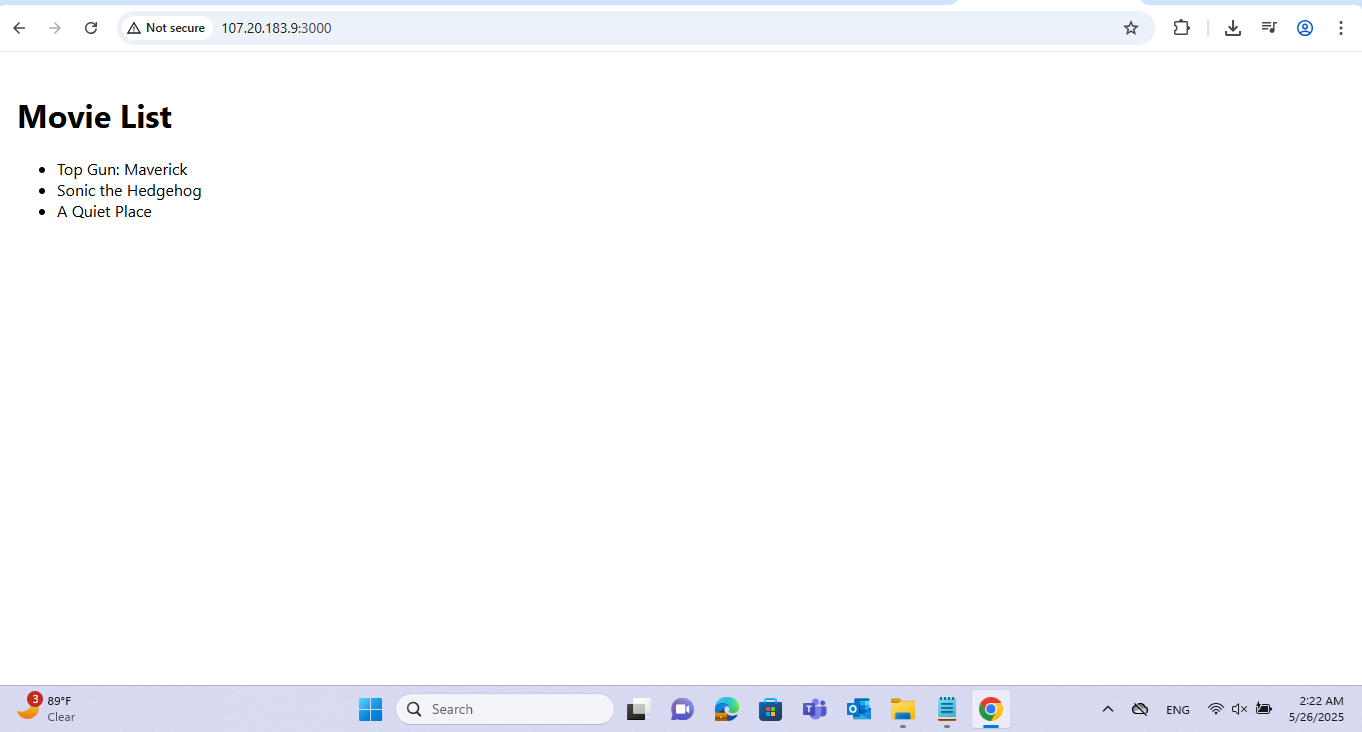 Not secure 107.20.183.9:3000
Movie List
Top Gun: Maverick
Sonic the Hedgehog
A Quiet Place
3
89°F
Clear
Search
ENG
2:22 AM
5/26/2025